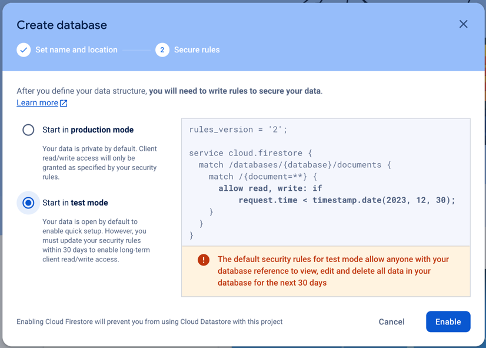 Create database
Set name and location
2 Secure rules
After you define your data structure, you will need to write rules to secure your data.
Learn more
Start in production mode
Your data is private by default. Client
read/write access will only be
granted as specified by your security
rules.
Start in test mode
Your data is open by default to
enable quick setup. However, you
must update your security rules
within 30 days to enable long-term
client read/write access.
rules_version = '2';
service cloud.firestore {
match /databases/{database}/documents {
match /{document=**} {
allow read, write: if
request.time < timestamp.date(2023, 12, 30);
}
}
}
The default security rules for test mode allow anyone with your
database reference to view, edit and delete all data in your
database for the next 30 days
Enabling Cloud Firestore will prevent you from using Cloud Datastore with this project
Cancel
Enable